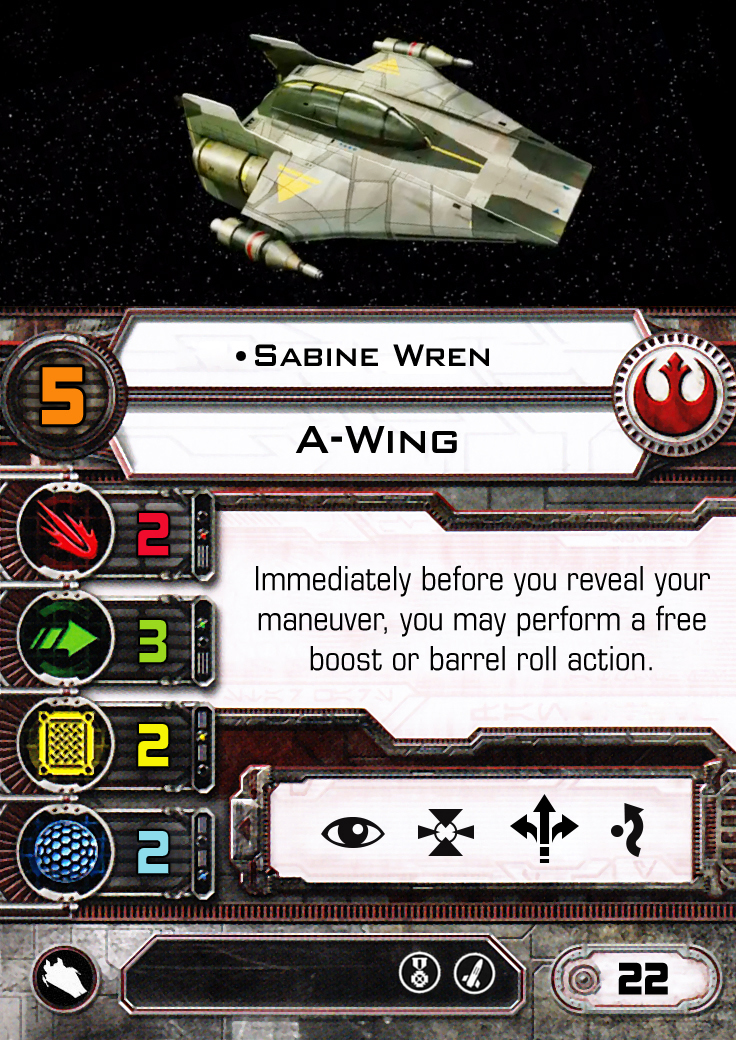 • Sabine Wren
5
A-Wing
2
Immediately before you reveal your
maneuver, you may perform a free
boost or barrel roll action.
3
2
2
22